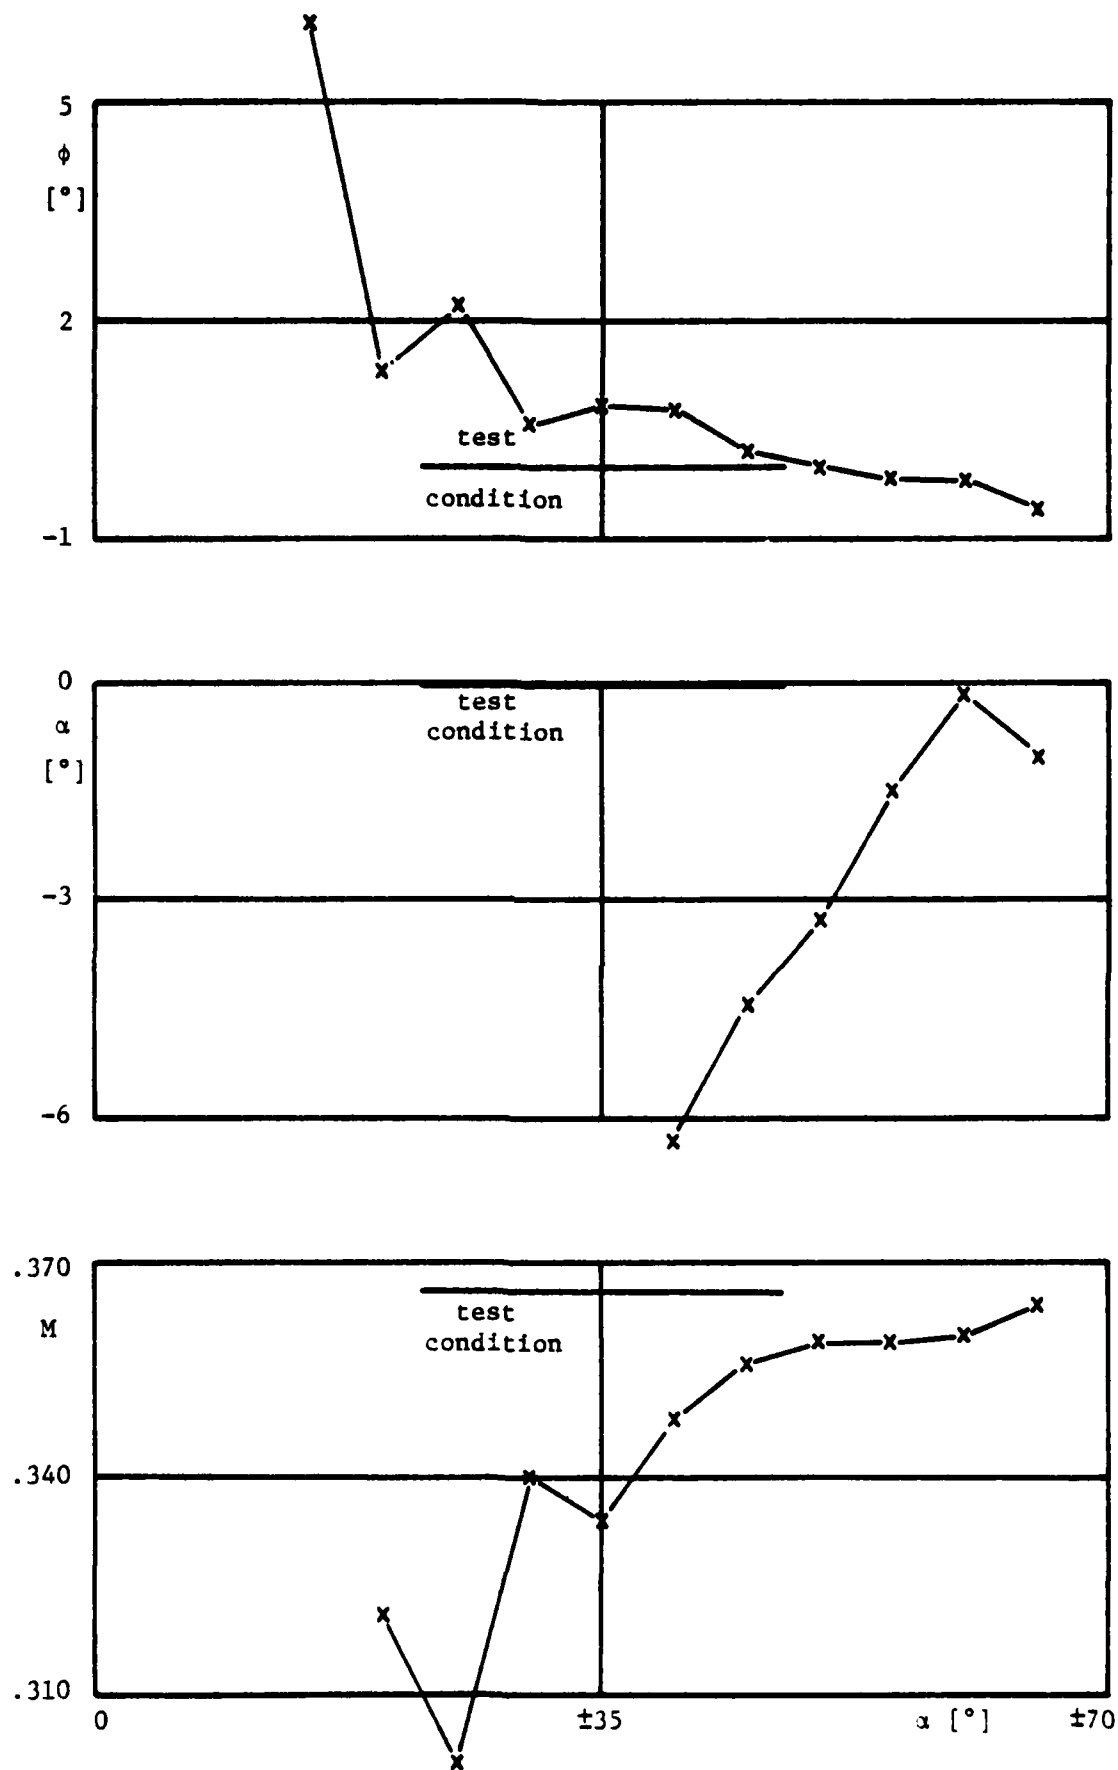 5
φ
[°]
2
test
condition
-1
0
α
[°]
test
condition
-3
-6
.370
M
test
condition
.340
.310
0
±35
α [°]
±70